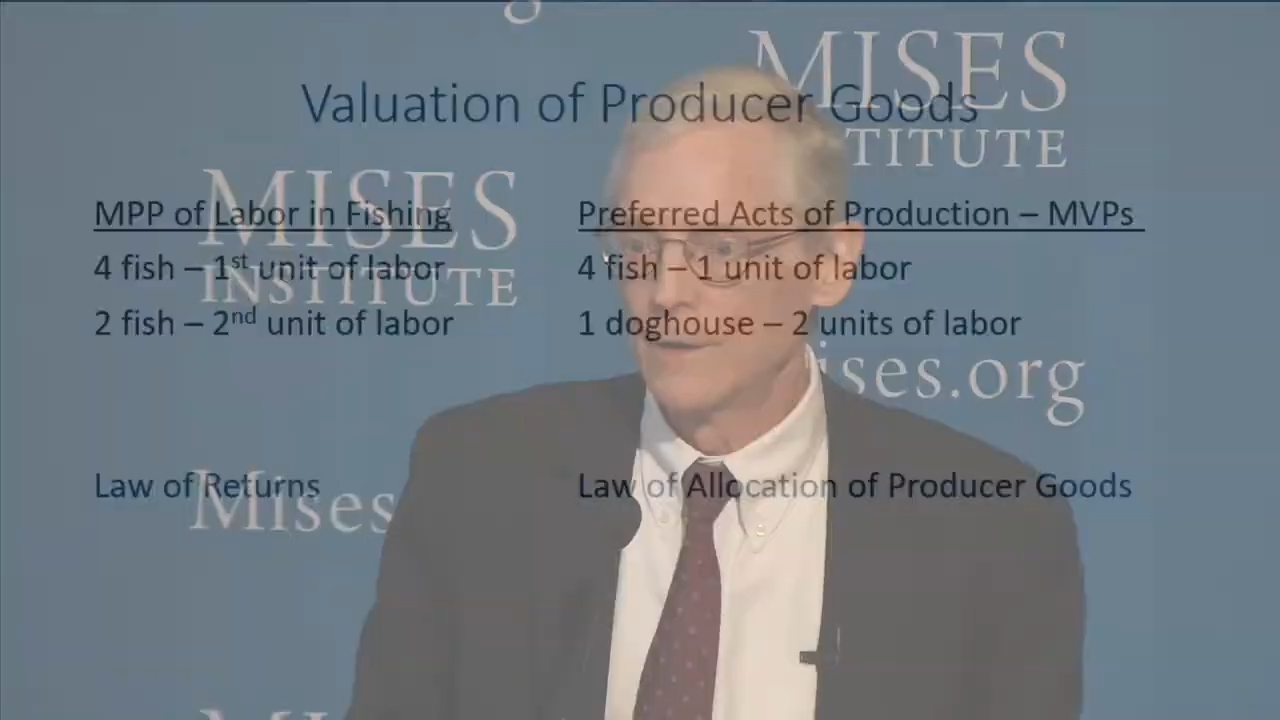 Valuation of Producer Goods
MPP of Labor in Fishing
4 fish – 1st unit of labor
2 fish – 2nd unit of labor
Law of Returns
Preferred Acts of Production – MVPs
4 fish – 1 unit of labor
1 doghouse – 2 units of labor
Law of Allocation of Producer Goods
MISES
TITUTE
MISES
INSTITUTE
ises.org
Mises